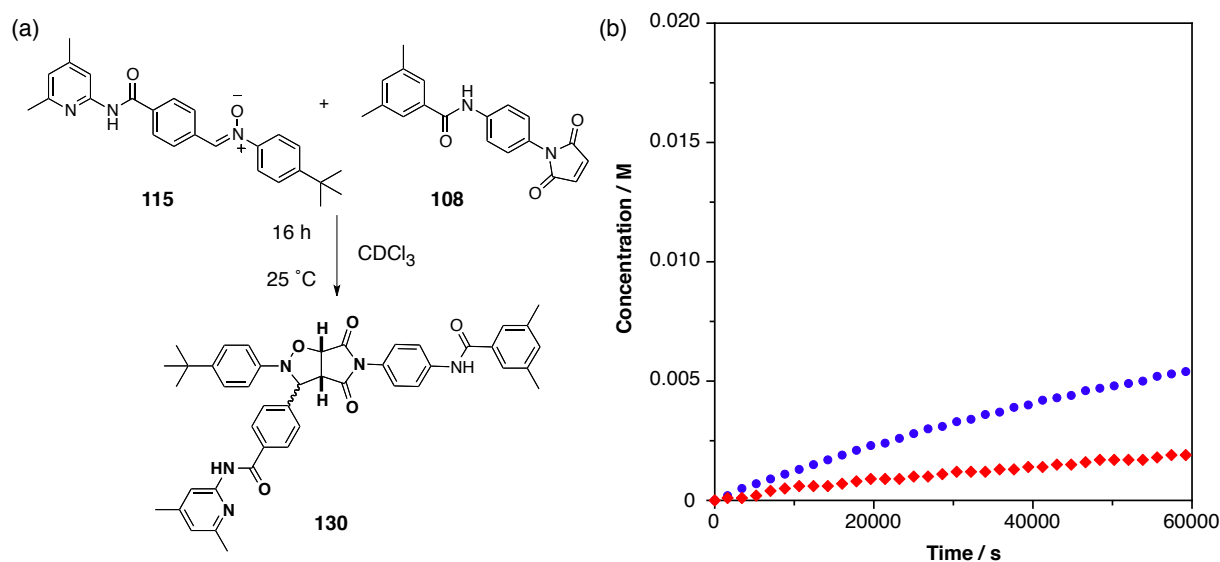 (a)
O
N
N
H
O
−
N
+
115
+
H
N
O
O
N
O
108
16 h
CDCl3
25 ˚C
H
O
O
O
N
N
N
H
H
O
NH
O
N
130
(b)
0.020
0.015
0.010
0.005
0
Concentration / M
0
20000
40000
60000
Time / s